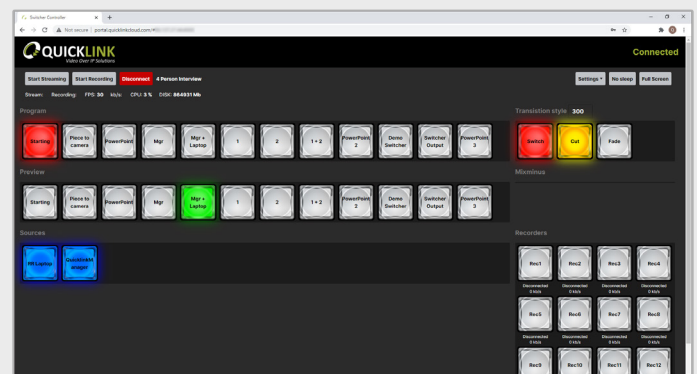 Switcher Controller
Not secure | portal.quicklinkcloud.com/#
QUICKLINK
Video Over IP Solutions
Connected
Start Streaming Start Recording Disconnect 4 Person Interview
Settings No sleep Full Screen
Stream: Recording: FPS: 30 kb/s: CPU: 3 % DISK: 864931 Mb
Program
Transistion style 300
Starting Piece to camera PowerPoint Mgr Mgr + Laptop 1 2 1 + 2 PowerPoint 2 Demo Switcher Switcher Output PowerPoint 3
Switch Cut Fade
Preview
Mixminus
Starting Piece to camera PowerPoint Mgr Mgr + Laptop 1 2 1 + 2 PowerPoint 2 Demo Switcher Switcher Output PowerPoint 3
Sources
Recorders
RR Laptop QuicklinkManager
Rec1 Rec2 Rec3 Rec4
Disconnected Disconnected Disconnected Disconnected
0 kb/s 0 kb/s 0 kb/s 0 kb/s
Rec5 Rec6 Rec7 Rec8
Disconnected Disconnected Disconnected Disconnected
0 kb/s 0 kb/s 0 kb/s 0 kb/s
Rec9 Rec10 Rec11 Rec12